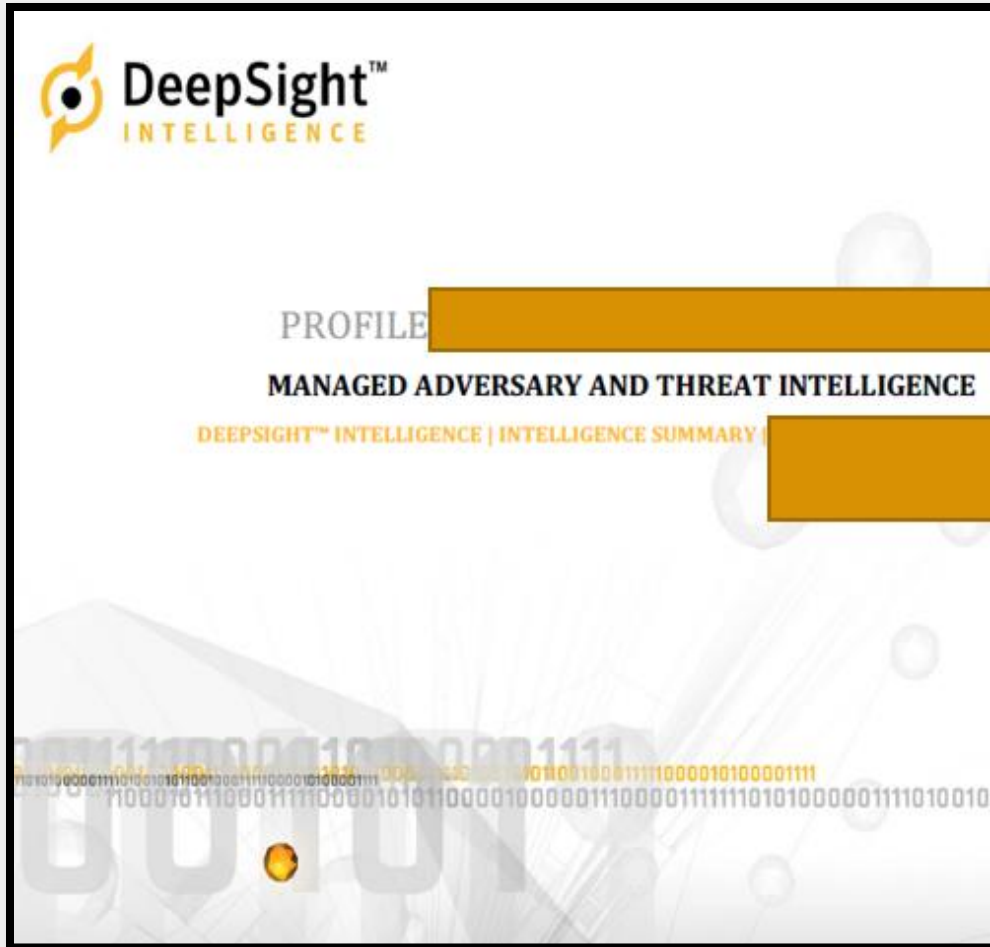 DeepSight™
INTELLIGENCE
PROFILE
MANAGED ADVERSARY AND THREAT INTELLIGENCE
DEEPSIGHT™ INTELLIGENCE | INTELLIGENCE SUMMARY |